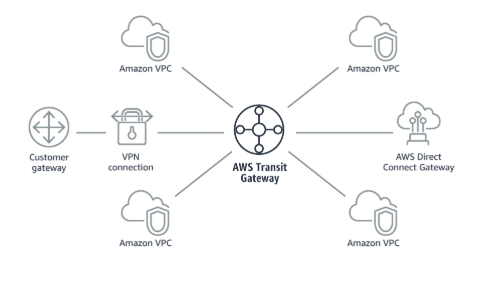 Amazon VPC
Amazon VPC
Customer
gateway
VPN
connection
AWS Transit
Gateway
AWS Direct
Connect Gateway
Amazon VPC
Amazon VPC